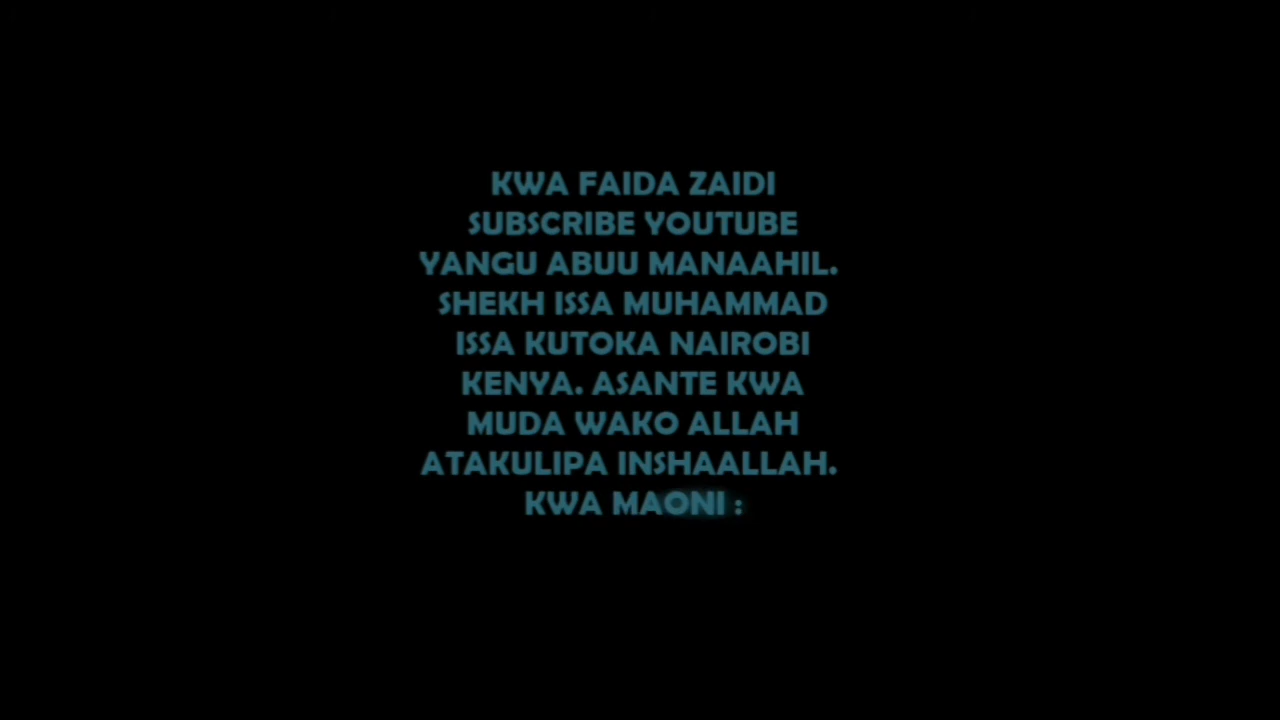 KWA FAIDA ZAIDI
SUBSCRIBE YOUTUBE
YANGU ABUU MANAAHIL.
SHEKH ISSA MUHAMMAD
ISSA KUTOKA NAIROBI
KENYA. ASANTE KWA
MUDA WAKO ALLAH
ATAKULIPA INSHAALLAH.
KWA MAONI :